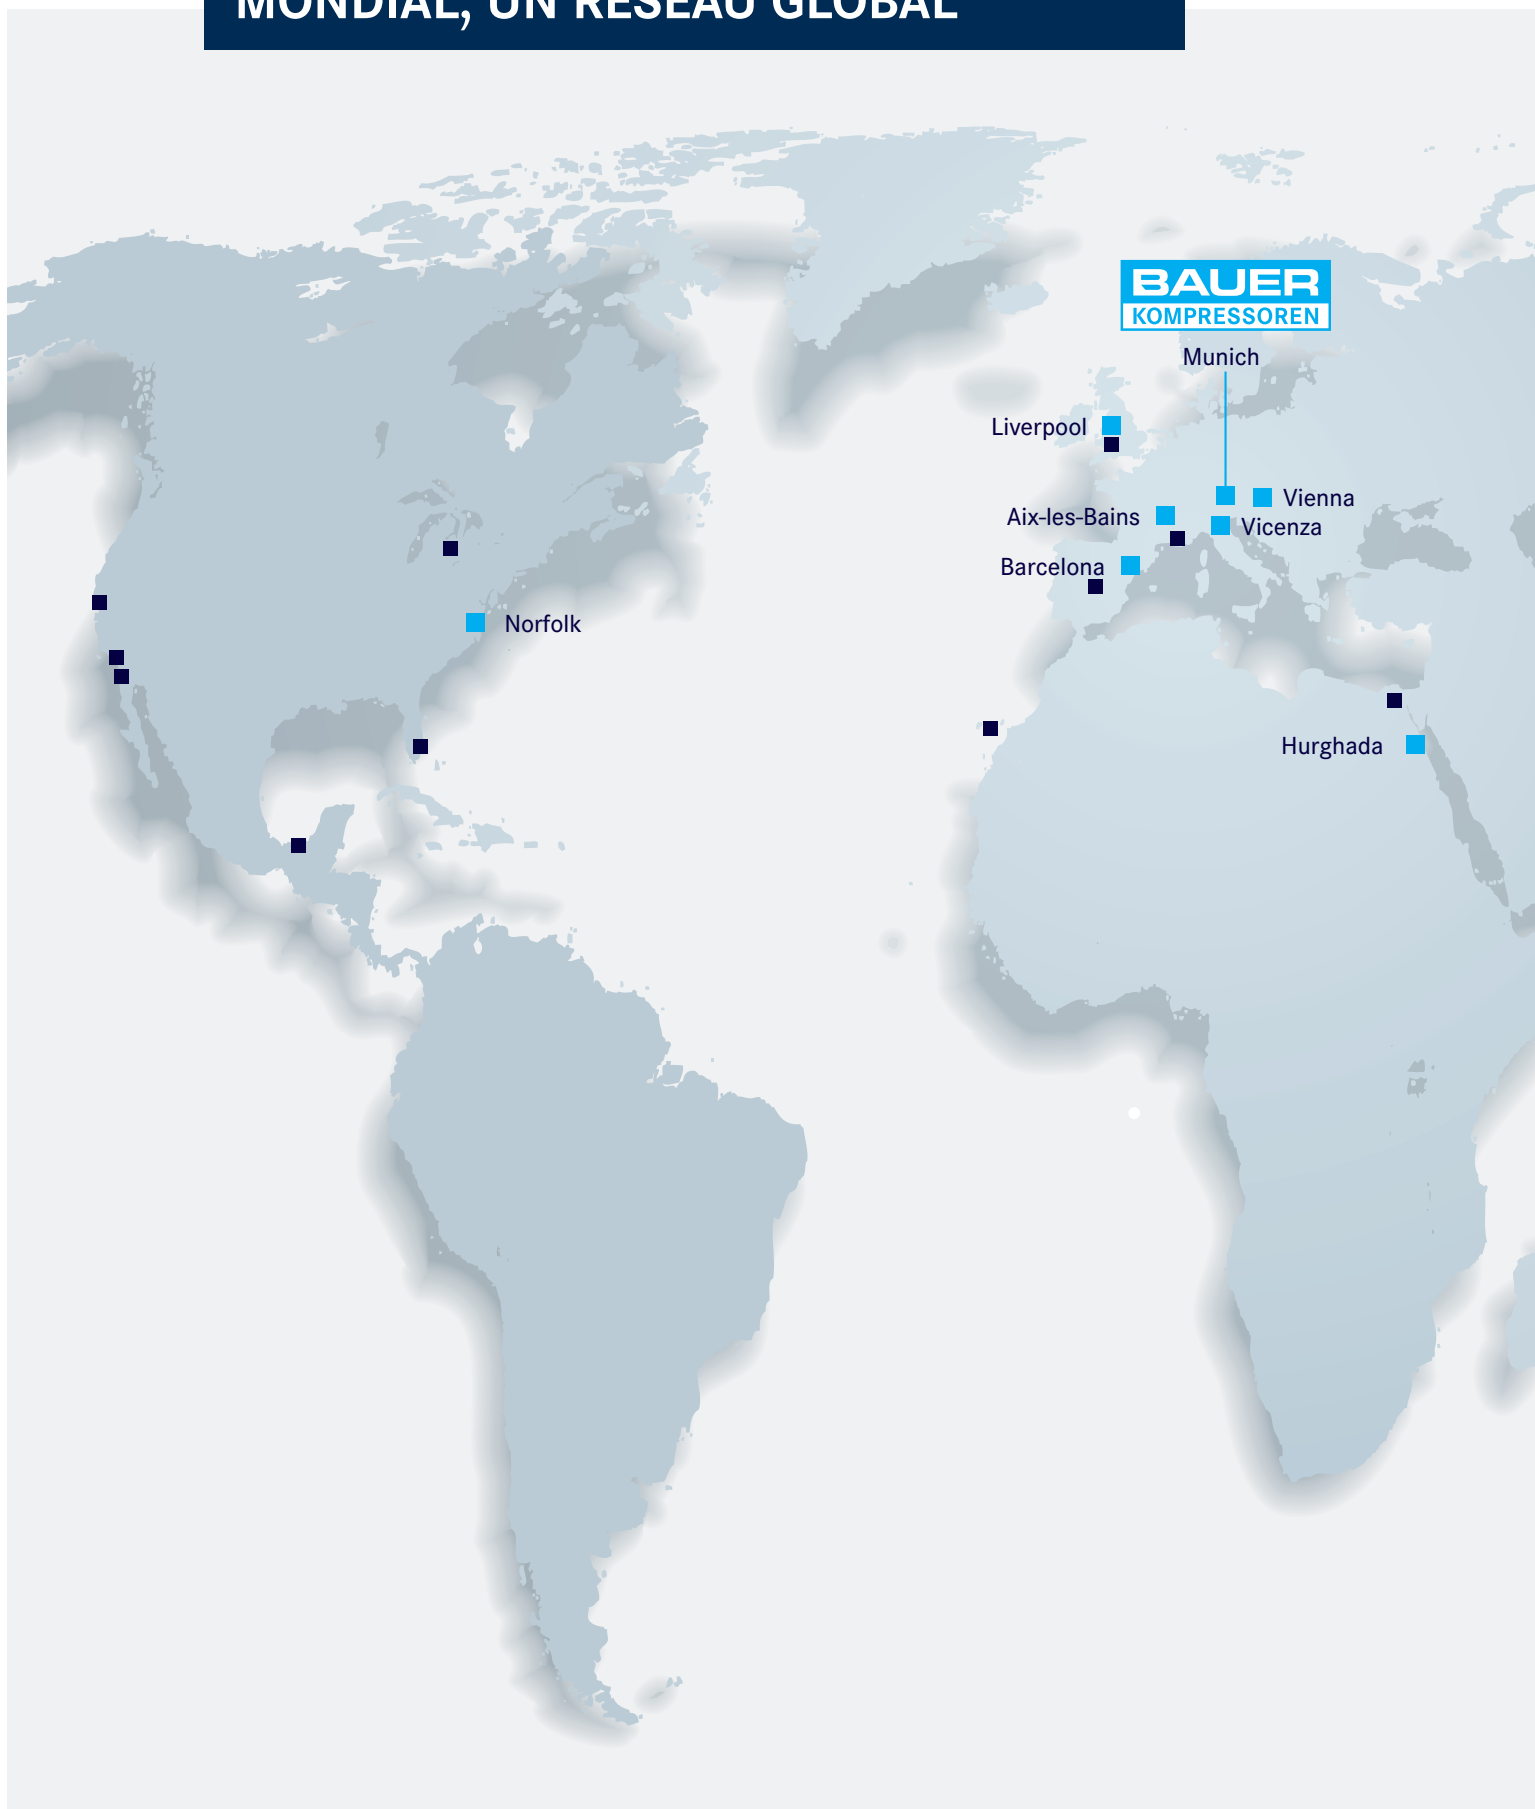 MONDIAL, UN RÉSEAU GLOBAL
BAUER
KOMPRESSOREN
Munich
Liverpool
Vienna
Aix-les-Bains
Vicenza
Barcelona
Norfolk
Hurghada